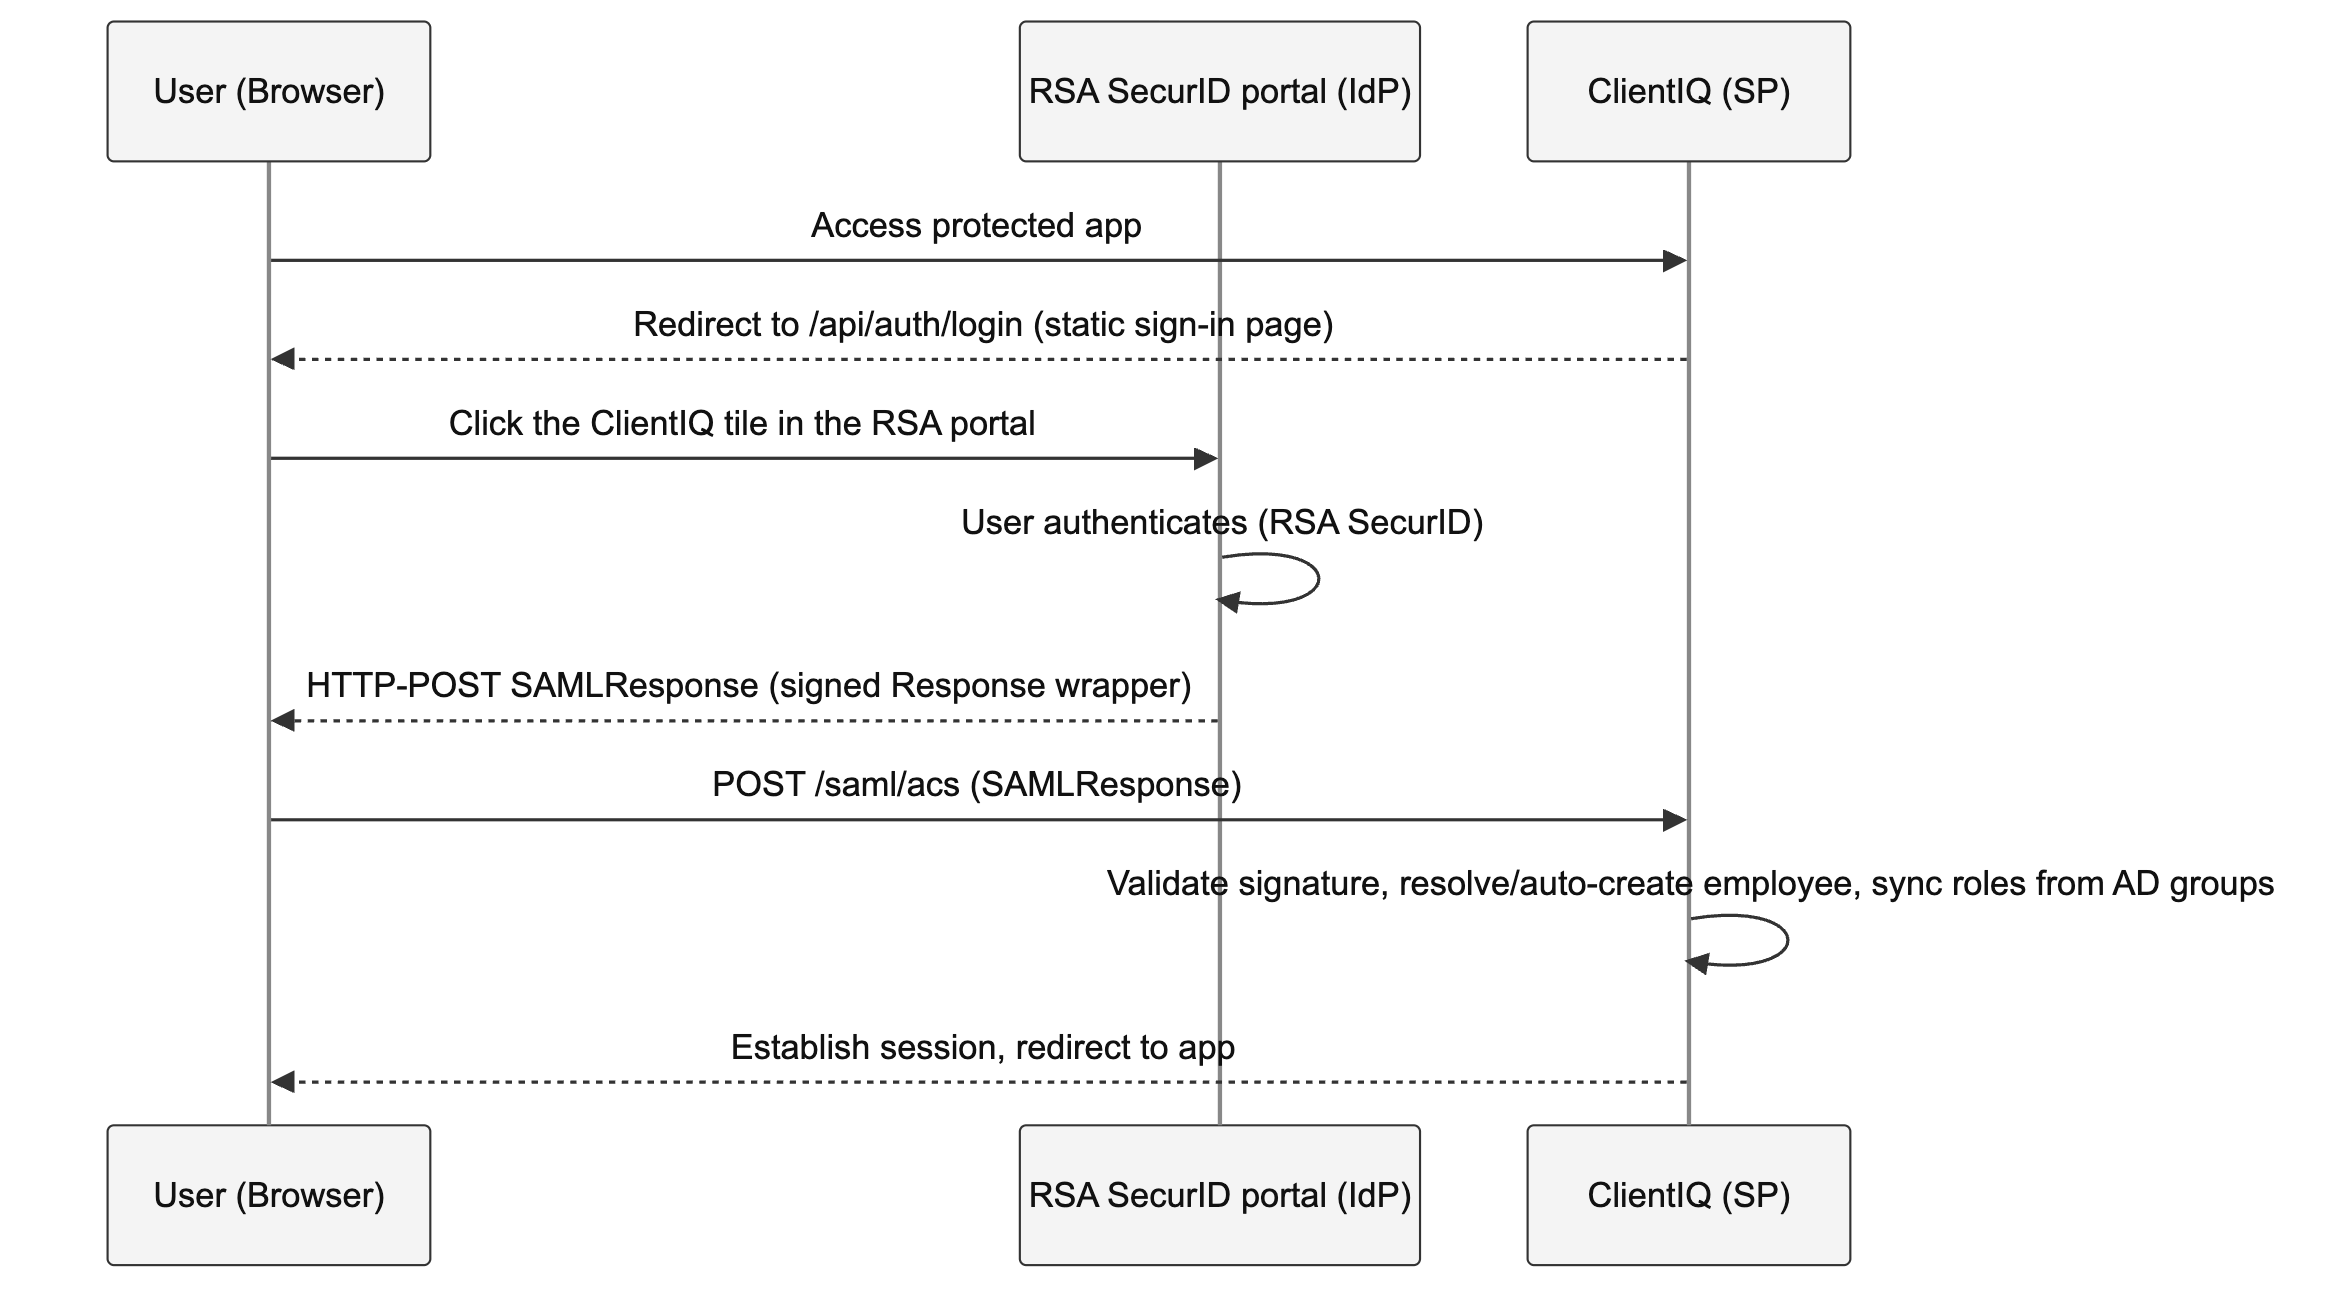 User (Browser)
RSA SecurID portal (IdP)
ClientIQ (SP)
Access protected app
Redirect to /api/auth/login (static sign-in page)
Click the ClientIQ tile in the RSA portal
User authenticates (RSA SecurID)
HTTP-POST SAMLResponse (signed Response wrapper)
POST /saml/acs (SAMLResponse)
Validate signature, resolve/auto-create employee, sync roles from AD groups
Establish session, redirect to app
User (Browser)
RSA SecurID portal (IdP)
ClientIQ (SP)